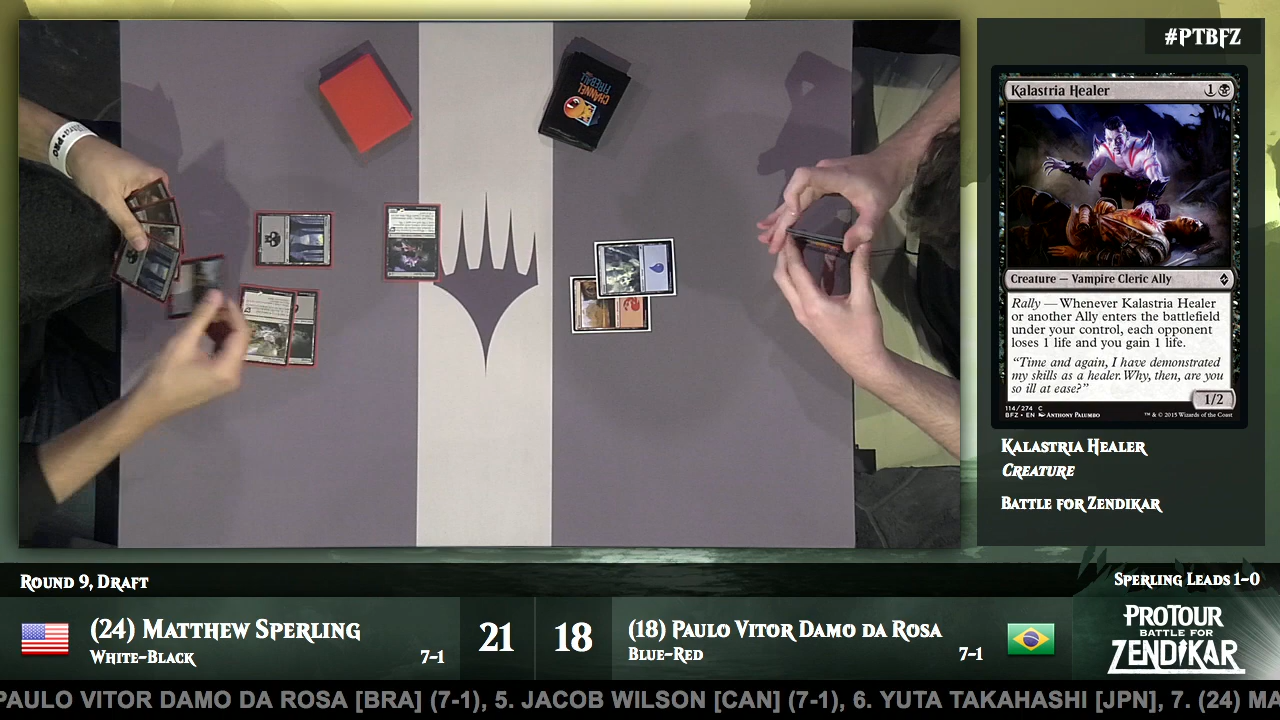 #PTBFZ
Kalastria Healer 1
Creature — Vampire Cleric Ally
Rally — Whenever Kalastria Healer
or another Ally enters the battlefield
under your control, each opponent
loses 1 life and you gain 1 life.
"Time and again, I have demonstrated
my skills as a healer. Why, then, are you
so ill at ease?"
1/2
114/274 C
BFZ • EN Anthony Palumbo
™ & © 2015 Wizards of the Coast
Kalastria Healer
Creature
Battle for Zendikar
CHANNEL
FIREBALL
Round 9, Draft
Sperling Leads 1-0
(24) Matthew Sperling
White-Black
7-1
21
18
(18) Paulo Vitor Damo da Rosa
Blue-Red
7-1
PROTOUR
BATTLE FOR
ZENDIKAR
PAULO VITOR DAMO DA ROSA [BRA] (7-1), 5. JACOB WILSON [CAN] (7-1), 6. YUTA TAKAHASHI [JPN], 7. (24) MA